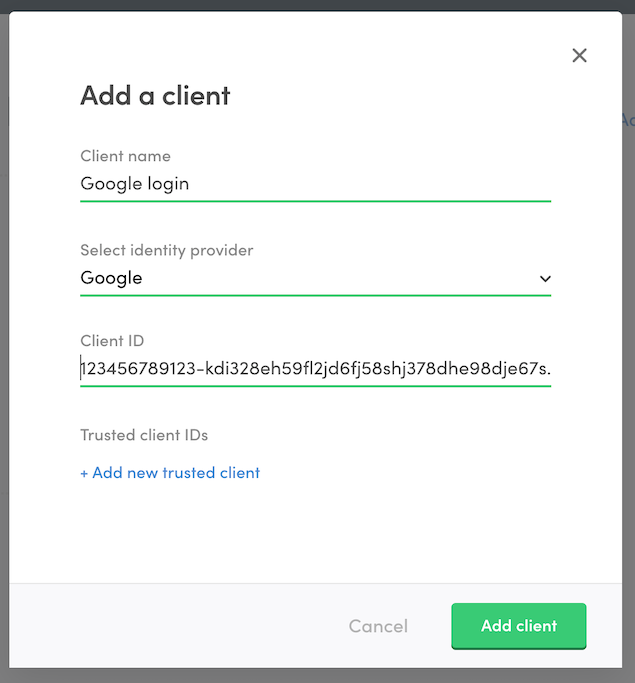 Add a client
Client name
Google login
Select identity provider
Google
Client ID
123456789123-kdi328eh59fl2jd6fj58shj378dhe98dje67s.
Trusted client IDs
+ Add new trusted client
Cancel
Add client